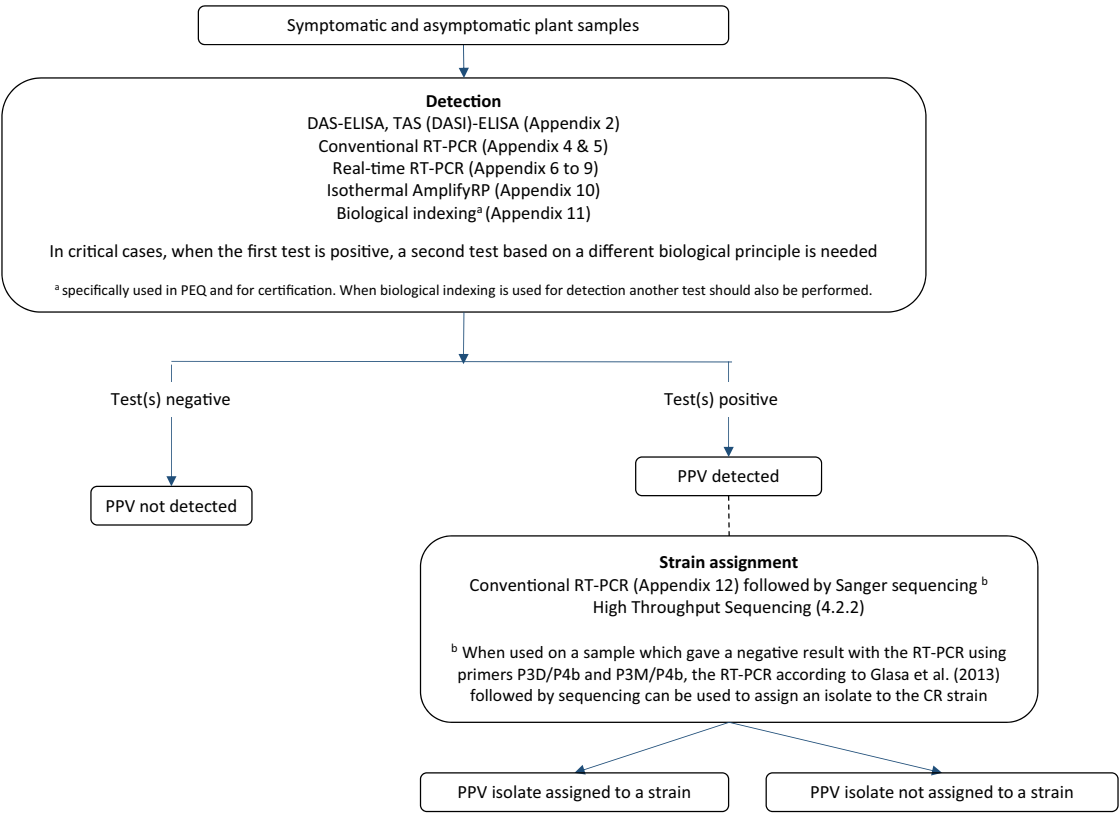 Symptomatic and asymptomatic plant samples
Detection
DAS-ELISA, TAS (DASI)-ELISA (Appendix 2)
Conventional RT-PCR (Appendix 4 & 5)
Real-time RT-PCR (Appendix 6 to 9)
Isothermal AmplifyRP (Appendix 10)
Biological indexingᵃ (Appendix 11)
In critical cases, when the first test is positive, a second test based on a different biological principle is needed
ᵃ specifically used in PEQ and for certification. When biological indexing is used for detection another test should also be performed.
Test(s) negative
Test(s) positive
PPV not detected
PPV detected
Strain assignment
Conventional RT-PCR (Appendix 12) followed by Sanger sequencing ᵇ
High Throughput Sequencing (4.2.2)
ᵇ When used on a sample which gave a negative result with the RT-PCR using
primers P3D/P4b and P3M/P4b, the RT-PCR according to Glasa et al. (2013)
followed by sequencing can be used to assign an isolate to the CR strain
PPV isolate assigned to a strain
PPV isolate not assigned to a strain